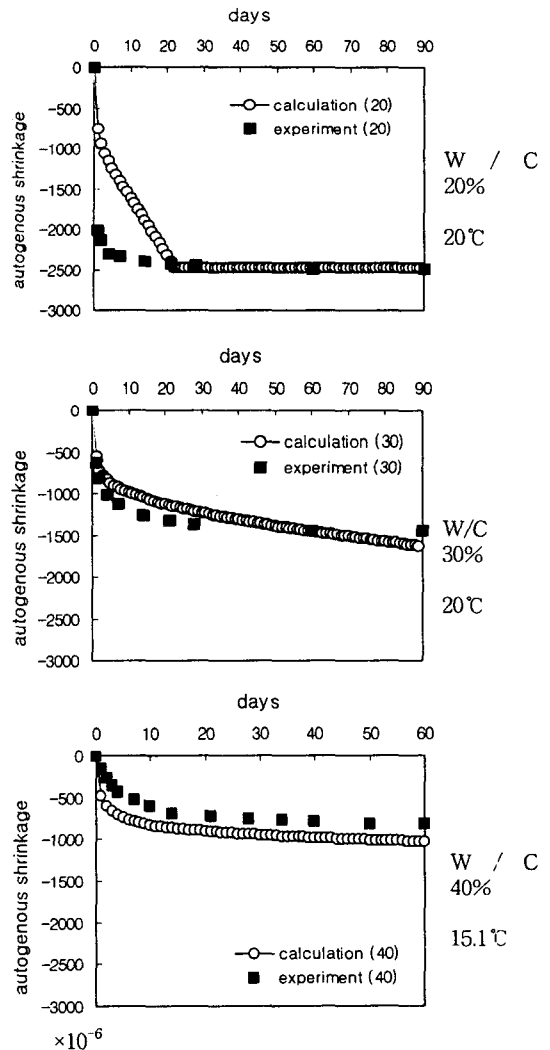 days
0 10 20 30 40 50 60 70 80 90
0
-500
-1000
-1500
-2000
-2500
-3000
autogenous shrinkage
calculation (20)
experiment (20)
W / C
20%
20℃
days
0 10 20 30 40 50 60 70 80 90
0
-500
-1000
-1500
-2000
-2500
-3000
autogenous shrinkage
calculation (30)
experiment (30)
W/C
30%
20℃
days
0 10 20 30 40 50 60
0
-500
-1000
-1500
-2000
-2500
-3000
autogenous shrinkage
calculation (40)
experiment (40)
W / C
40%
15.1℃
×10⁻⁶